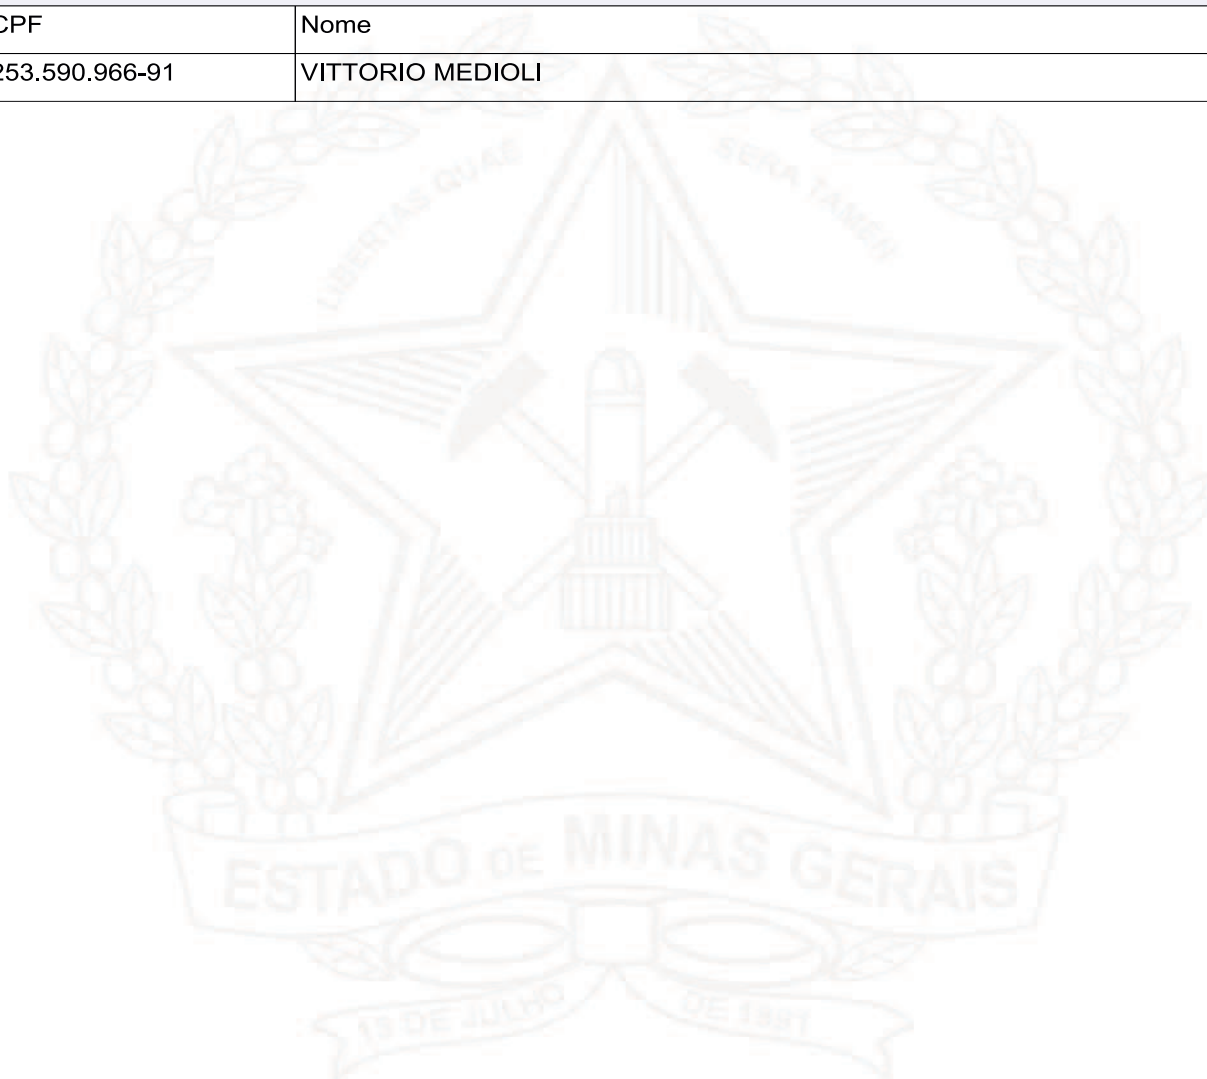 CPF
Nome
253.590.966-91
VITTORIO MEDIOLI
LIBERTAS QUAE
SERA TAMEN
ESTADO DE MINAS GERAIS
15 DE JULHO
DE 1891